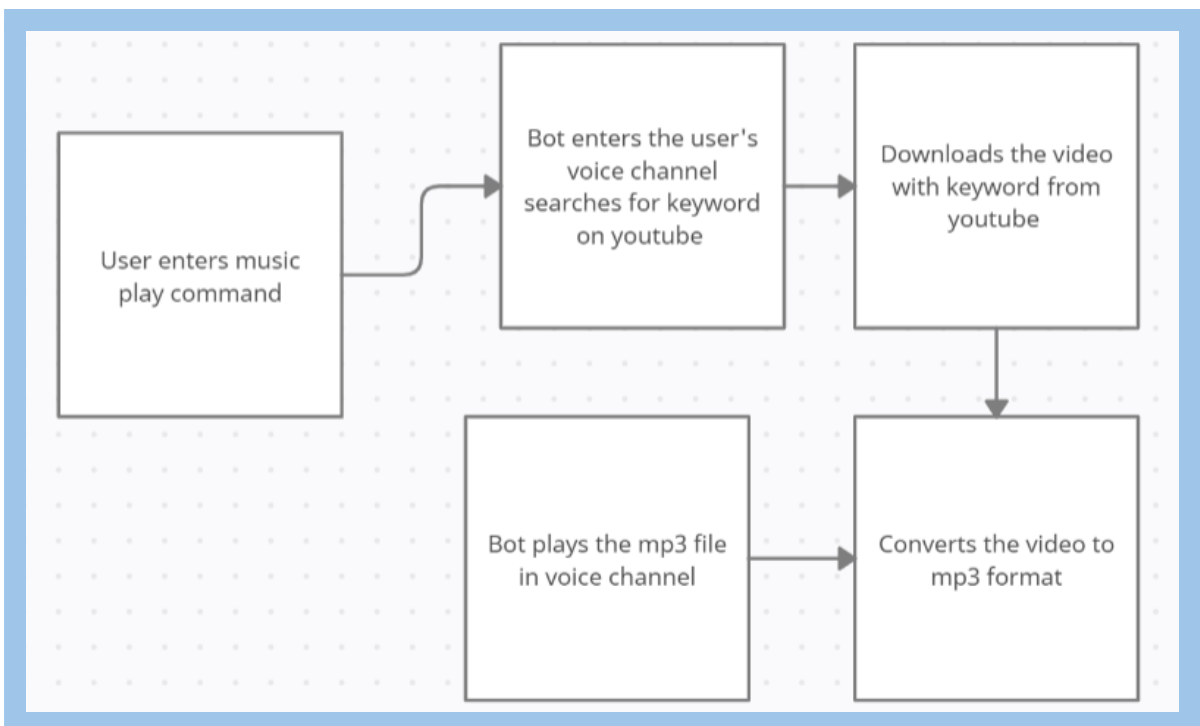 User enters music
play command
Bot enters the user's
voice channel
searches for keyword
on youtube
Downloads the video
with keyword from
youtube
Bot plays the mp3 file
in voice channel
Converts the video to
mp3 format